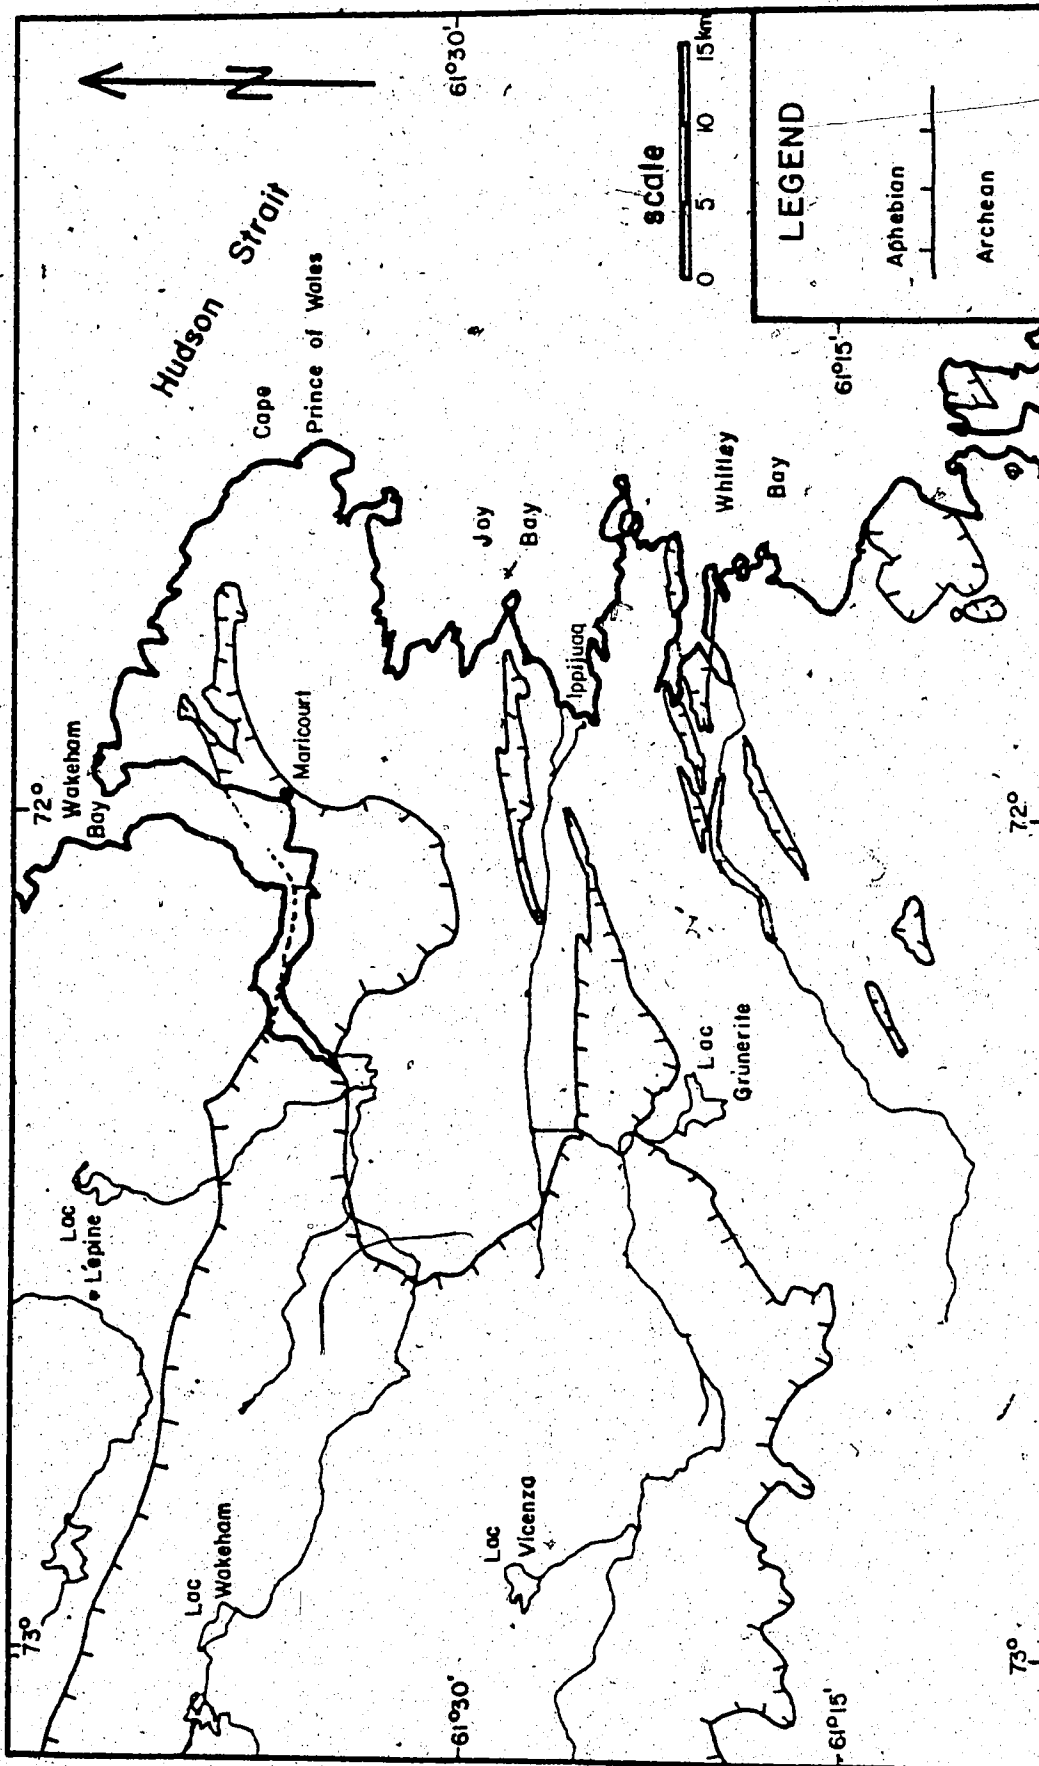 73°
72°
Wakeham
Bay
Hudson
Strait
N
Cape
Prince of Wales
Lac
L'epine
Maricourt
Lac
Wakeham
61°30'
61°30'
Joy
Bay
Ippijuaq
Lac
Vicenza
Lac
Grunerite
Whitley
Bay
scale
0 5 10 15km
61°15'
61°15'
73°
72°
LEGEND
Aphebian
Archean